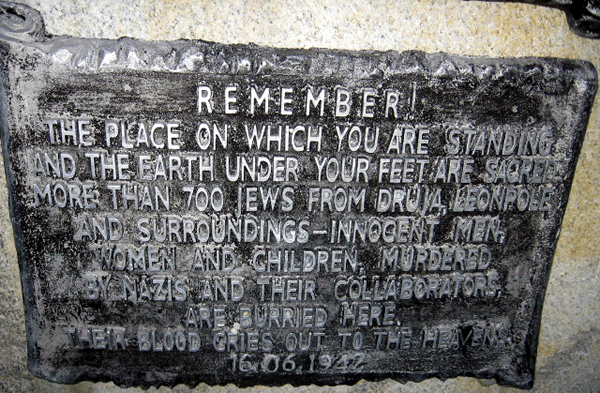 REMEMBER!
THE PLACE ON WHICH YOU ARE STANDING
AND THE EARTH UNDER YOUR FEET ARE SACRED
MORE THAN 700 JEWS FROM DRUJA, LEONPOLE
AND SURROUNDINGS – INNOCENT MEN,
WOMEN AND CHILDREN, MURDERED
BY NAZIS AND THEIR COLLABORATORS,
ARE BURRIED HERE.
THEIR BLOOD CRIES OUT TO THE HEAVENS.
16.06.1942